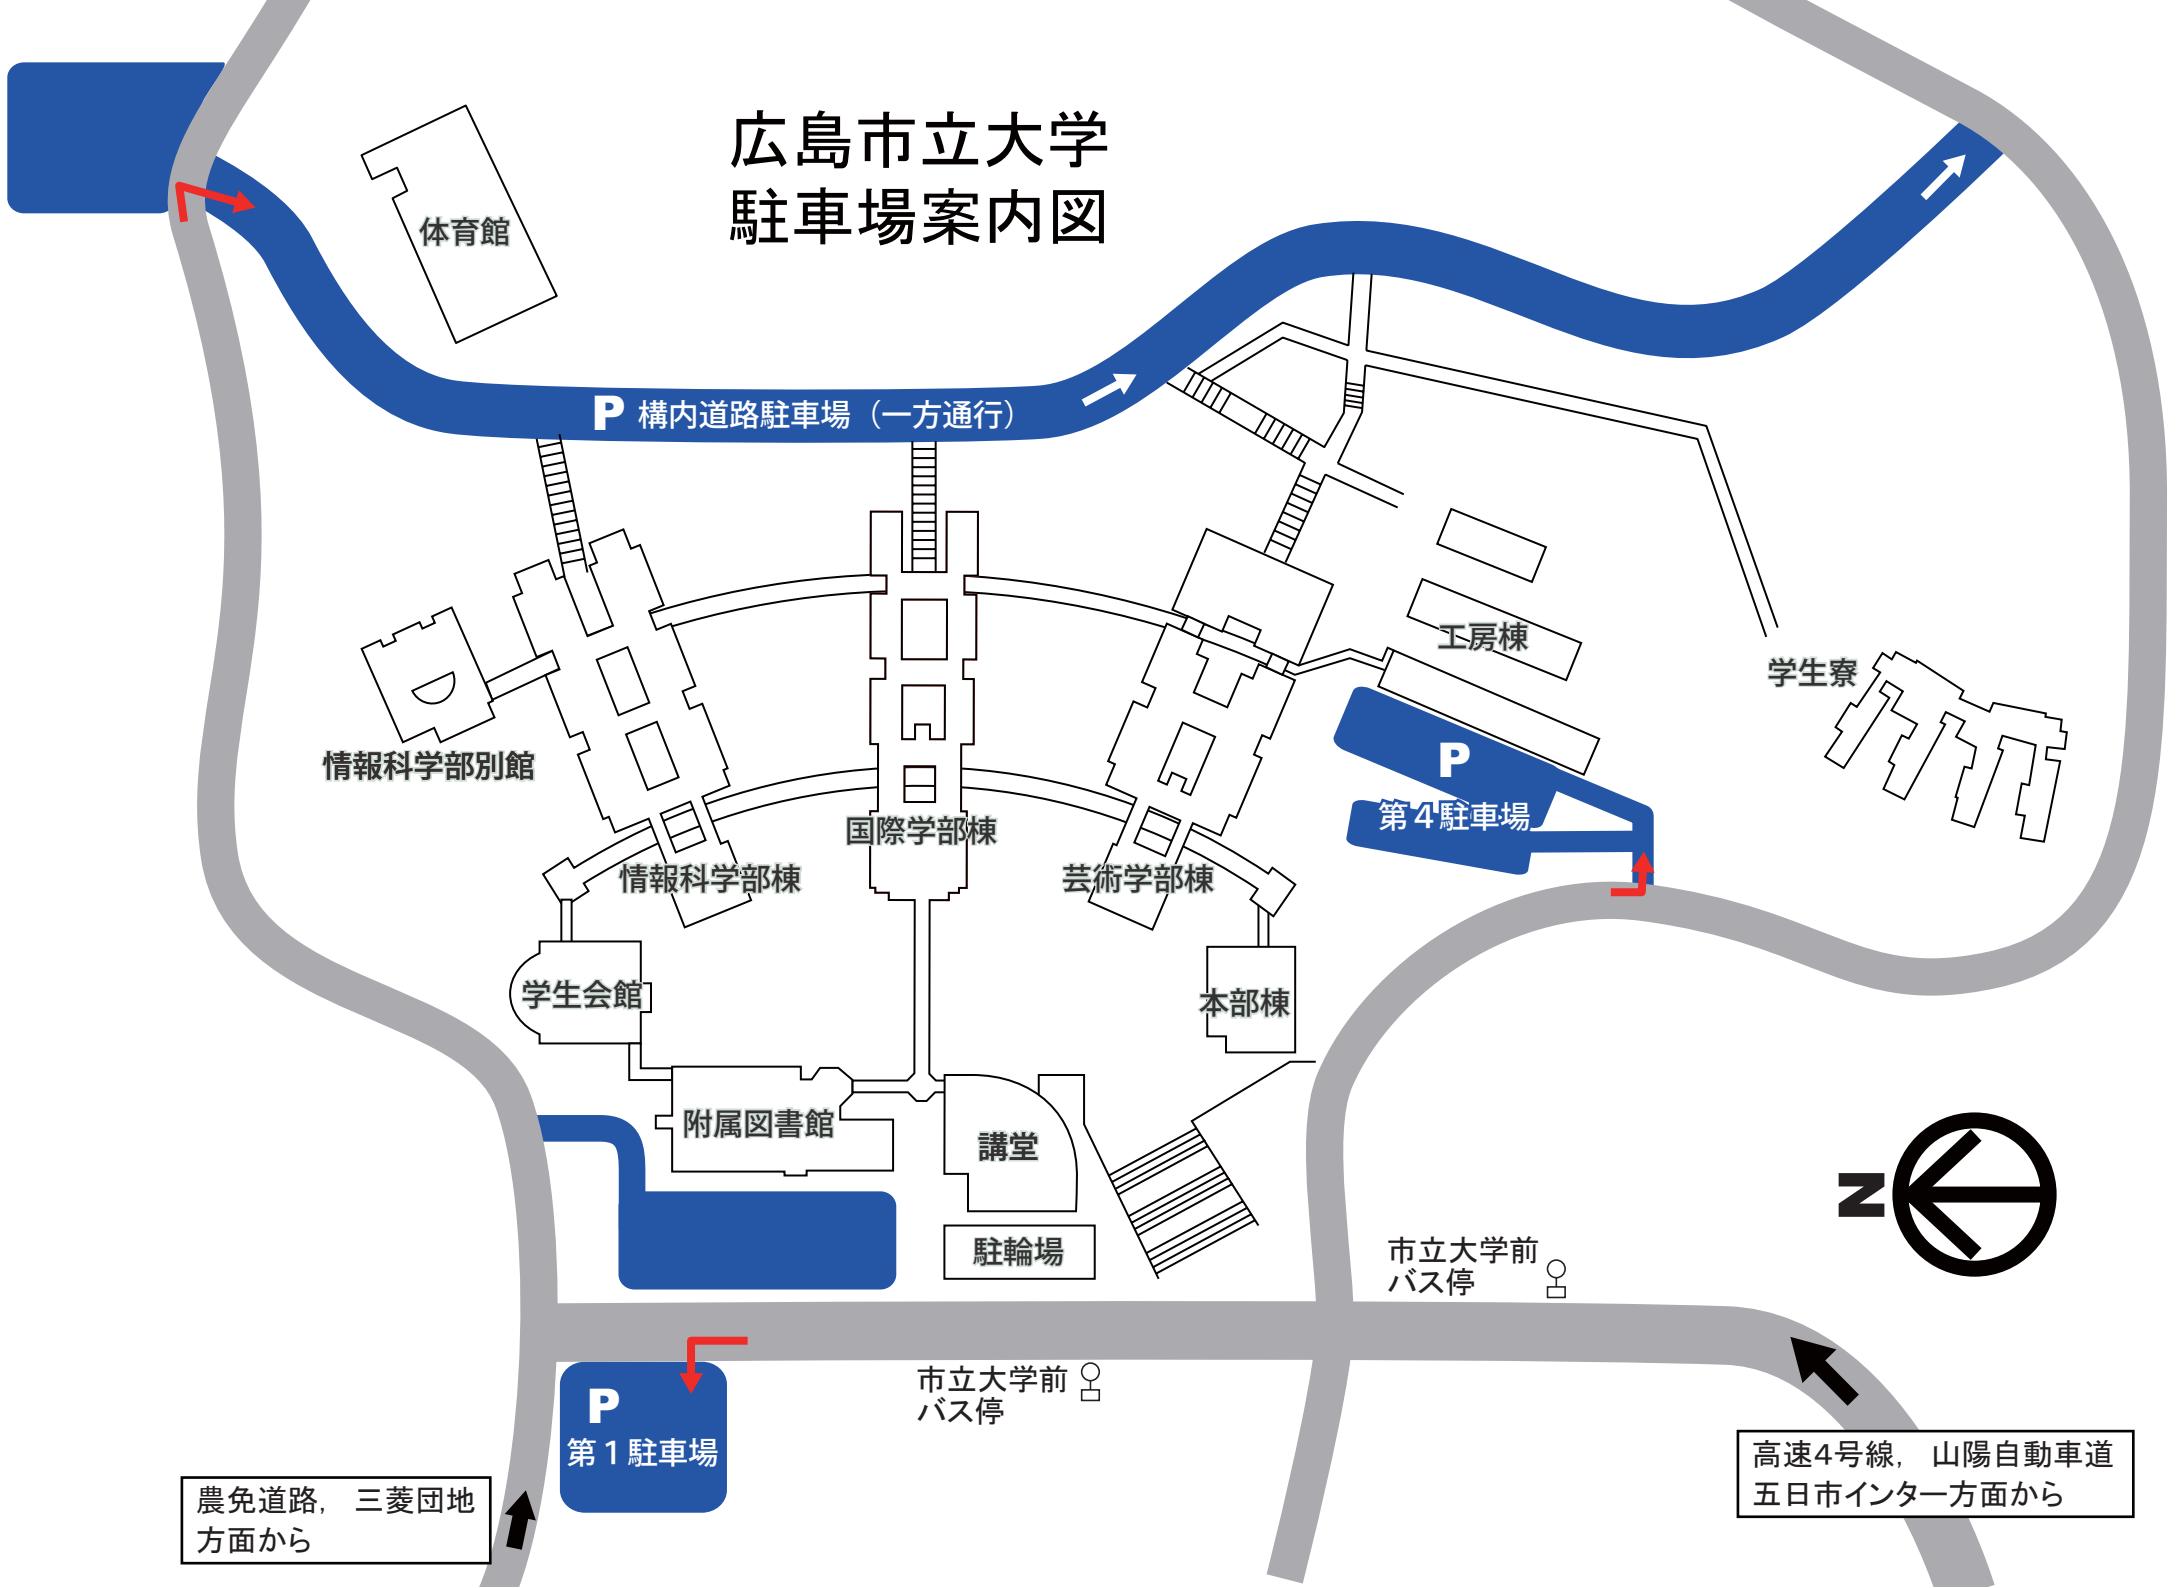 広島市立大学
駐車場案内図
体育館
P 構内道路駐車場（一方通行）
工房棟
学生寮
情報科学部別館
P
第４駐車場
国際学部棟
情報科学部棟
芸術学部棟
学生会館
本部棟
附属図書館
講堂
N
駐輪場
市立大学前
バス停
市立大学前
バス停
P
第１駐車場
高速4号線,　山陽自動車道
五日市インター方面から
農免道路,　三菱団地
方面から